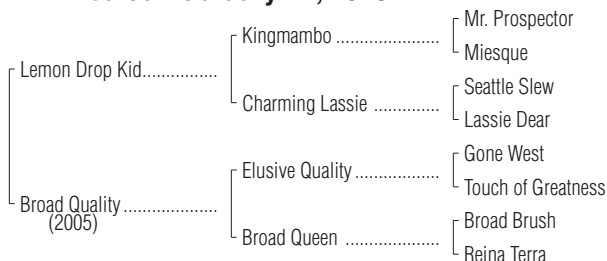 Mr. Prospector
Kingmambo ..................
Miesque
Lemon Drop Kid...............
Seattle Slew
Charming Lassie ...............
Lassie Dear
Gone West
Elusive Quality ..................
Touch of Greatness
Broad Quality ...................
(2005)
Broad Brush
Broad Queen ....................
Reina Terra